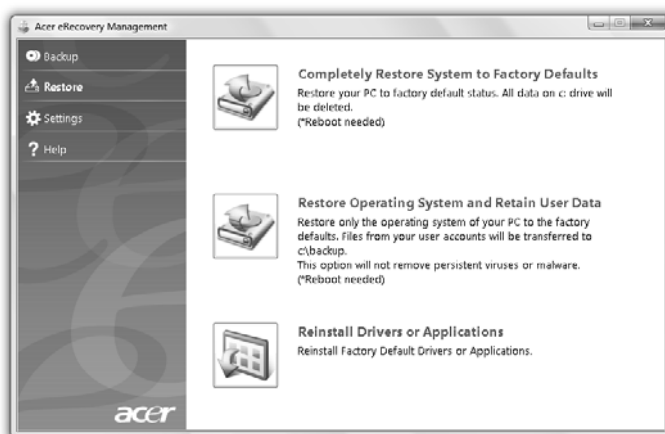 Acer eRecovery Management
Backup
Restore
Settings
Help
Completely Restore System to Factory Defaults
Restore your PC to factory default status. All data on c: drive will
be deleted.
(*Reboot needed)
Restore Operating System and Retain User Data
Restore only the operating system of your PC to the factory
defaults. Files from your user accounts will be transferred to
c:\backup.
This option will not remove persistent viruses or malware.
(*Reboot needed)
Reinstall Drivers or Applications
Reinstall Factory Default Drivers or Applications.
acer